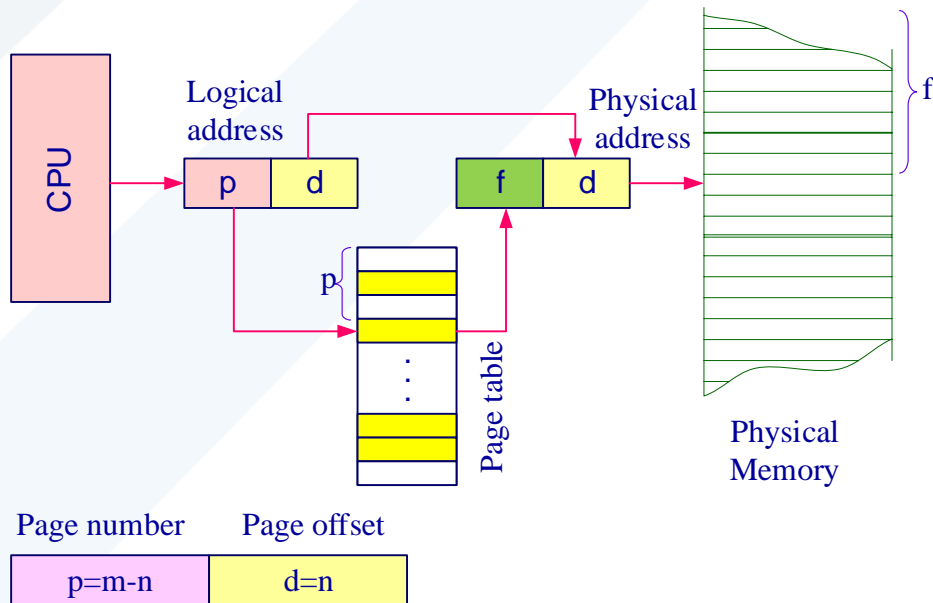 Logical
address
Physical
address
f
CPU
p
d
f
d
p
. . .
Page table
Physical
Memory
Page number
Page offset
p=m-n
d=n